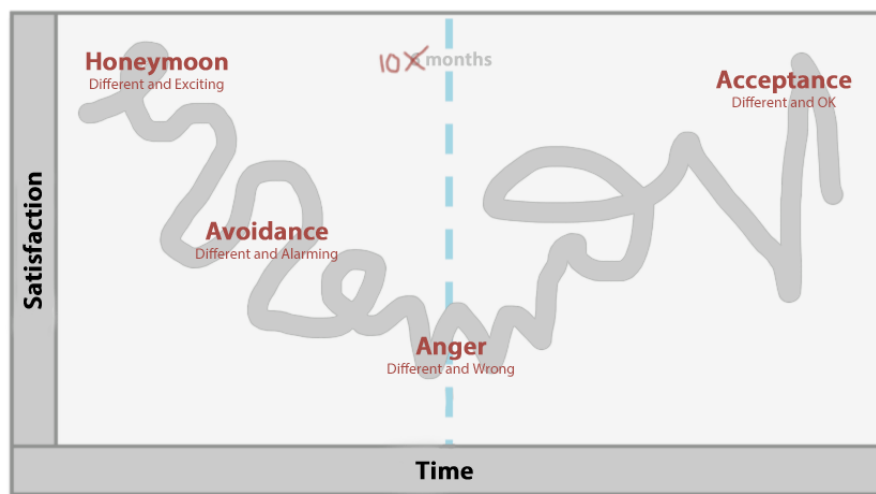 Honeymoon
Different and Exciting
10 months
Acceptance
Different and OK
Avoidance
Different and Alarming
Anger
Different and Wrong
Satisfaction
Time